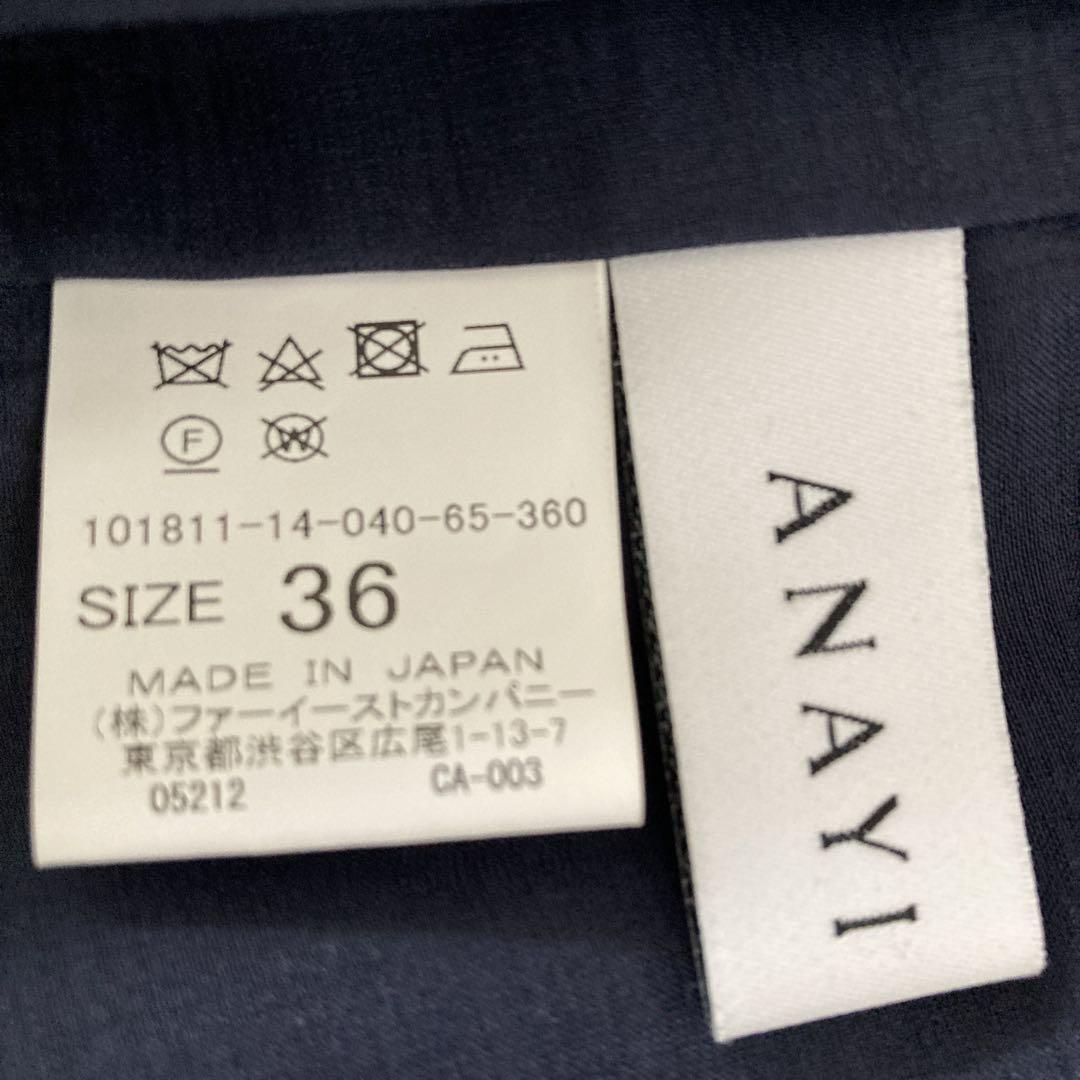 F W
101811-14-040-65-360
SIZE 36
MADE IN JAPAN
(株)ファーイーストカンパニー
東京都渋谷区広尾1-13-7
05212 CA-003
ANAYI